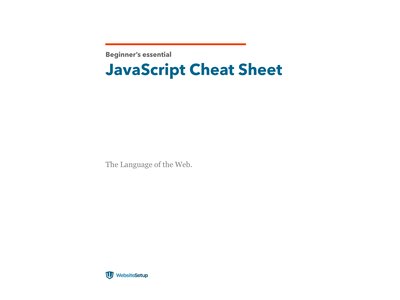 Beginner's essential
JavaScript Cheat Sheet
The Language of the Web.
WebsiteSetup